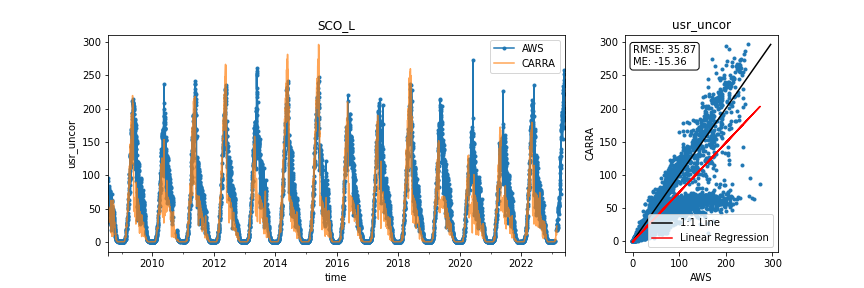 SCO_L
usr_uncor
300
250
200
150
100
50
0
AWS
CARRA
2010
2012
2014
2016
2018
2020
2022
time
usr_uncor
CARRA
300
250
200
150
100
50
0
RMSE: 35.87
ME: -15.36
1:1 Line
Linear Regression
0
100
200
300
AWS